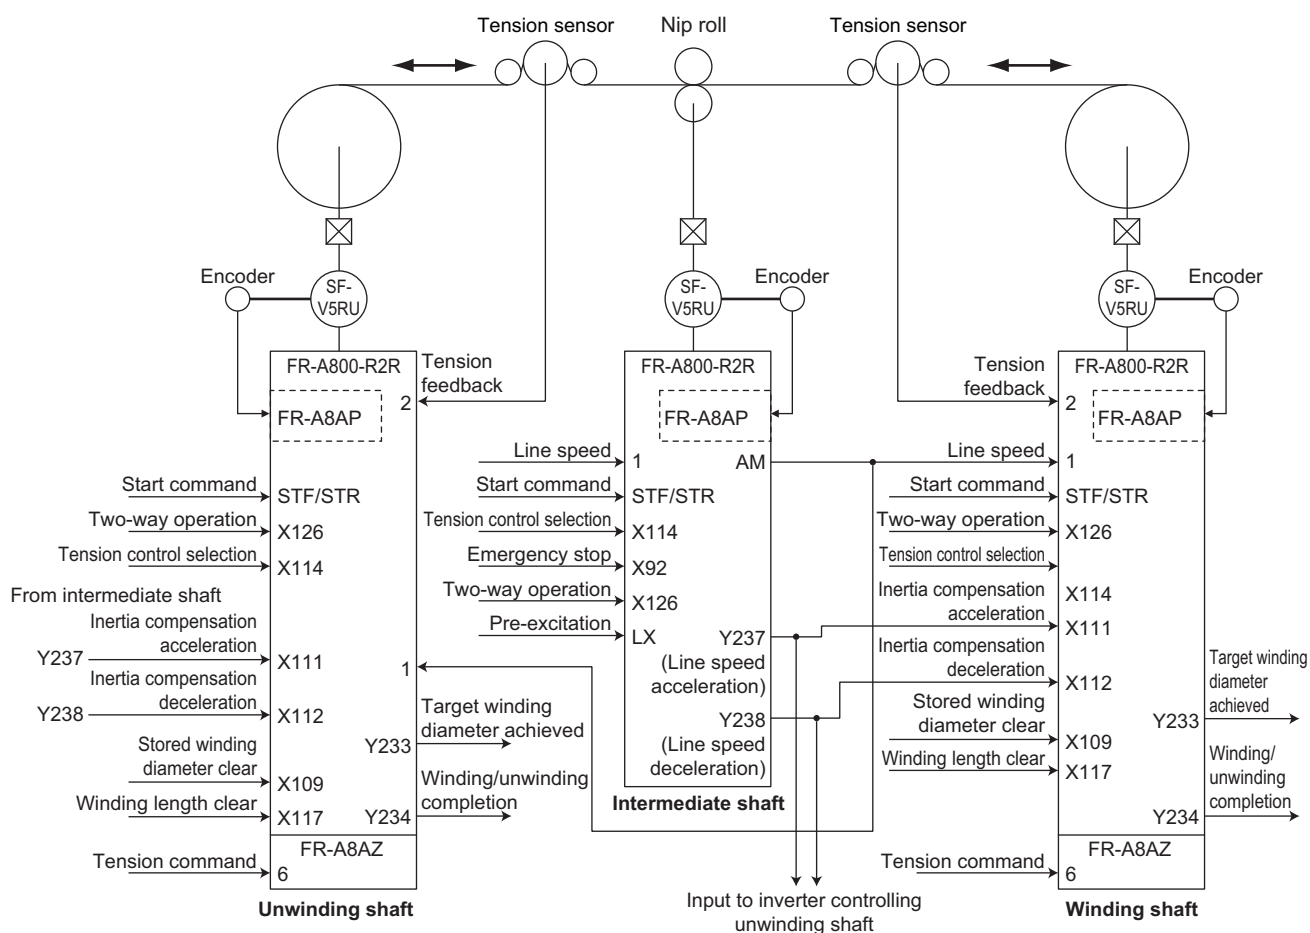 Tension sensor
Nip roll
Tension sensor
Encoder
SF-
V5RU
SF-
V5RU
Encoder
SF-
V5RU
Encoder
FR-A800-R2R
FR-A8AP
2
Tension
feedback
Start command
STF/STR
Two-way operation
X126
Tension control selection
X114
From intermediate shaft
Inertia compensation
acceleration
Y237
X111
1
Inertia compensation
deceleration
Y238
X112
Y233
Target winding
diameter achieved
Stored winding
diameter clear
X109
Winding length clear
X117
Y234
Winding/unwinding
completion
FR-A8AZ
Tension command
6
Unwinding shaft
FR-A800-R2R
FR-A8AP
Line speed
1
AM
Start command
STF/STR
Tension control selection
X114
Emergency stop
X92
Two-way operation
X126
Pre-excitation
LX
Y237
(Line speed
acceleration)
Y238
(Line speed
deceleration)
Intermediate shaft
Input to inverter controlling
unwinding shaft
FR-A800-R2R
Tension
feedback
2
FR-A8AP
Line speed
1
Start command
STF/STR
Two-way operation
X126
Tension control selection
X114
Inertia compensation
acceleration
X111
Inertia compensation
deceleration
X112
Stored winding
diameter clear
X109
Winding length clear
X117
Target winding
diameter
achieved
Y233
Winding/
unwinding
completion
Y234
FR-A8AZ
Tension command
6
Winding shaft